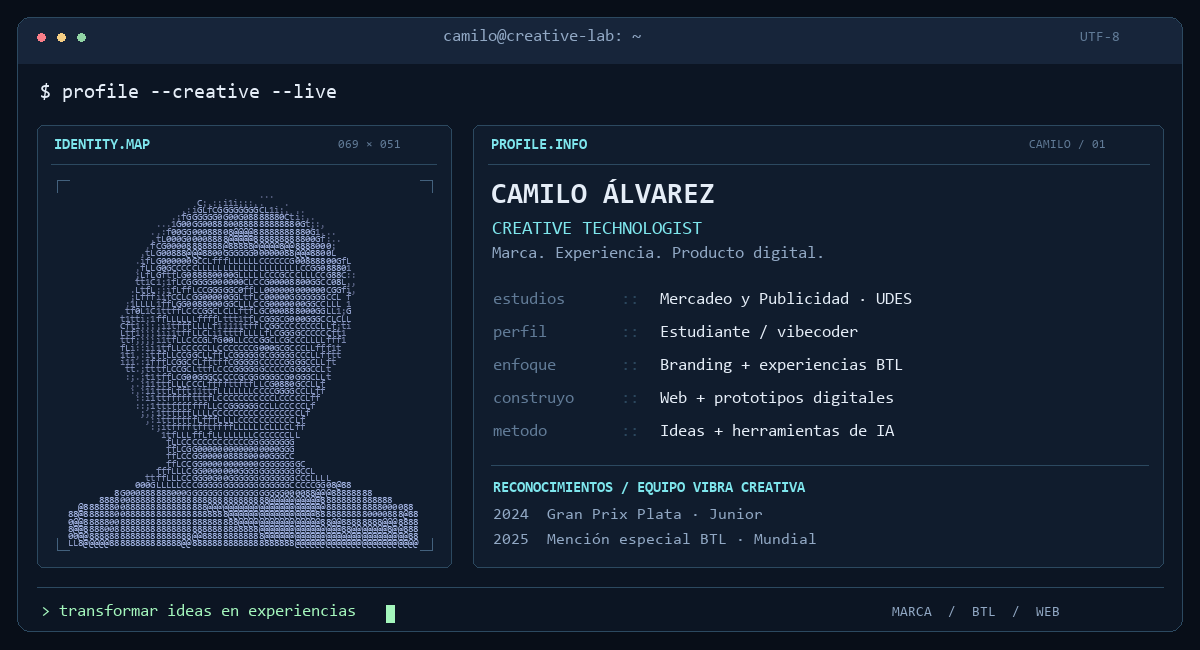 camilo@creative-lab: ~
UTF-8
$ profile --creative --live
IDENTITY.MAP
069 × 051
PROFILE.INFO
CAMILO / 01
CAMILO ÁLVAREZ
CREATIVE TECHNOLOGIST
Marca. Experiencia. Producto digital.
estudios :: Mercadeo y Publicidad · UDES
perfil :: Estudiante / vibecoder
enfoque :: Branding + experiencias BTL
construyo :: Web + prototipos digitales
metodo :: Ideas + herramientas de IA
RECONOCIMIENTOS / EQUIPO VIBRA CREATIVA
2024 Gran Prix Plata · Junior
2025 Mención especial BTL · Mundial
> transformar ideas en experiencias
MARCA / BTL / WEB